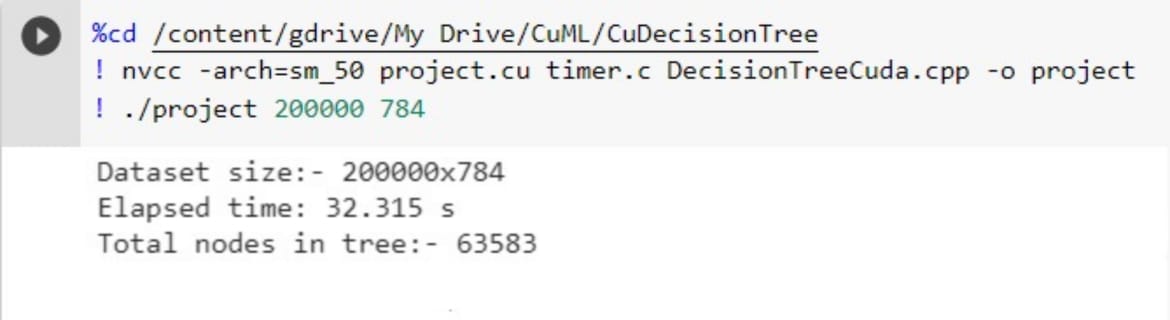 %cd /content/gdrive/My Drive/CuML/CuDecisionTree
! nvcc -arch=sm_50 project.cu timer.c DecisionTreeCuda.cpp -o project
! ./project 200000 784
Dataset size:- 200000x784
Elapsed time: 32.315 s
Total nodes in tree:- 63583